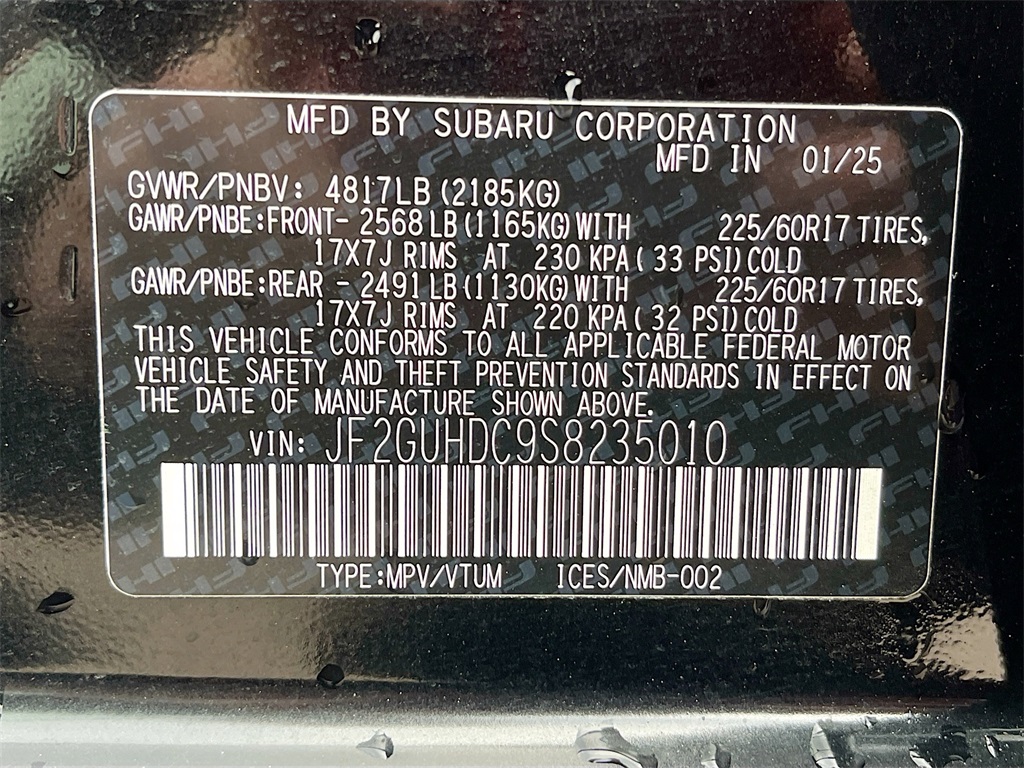 MFD BY SUBARU CORPORATION
MFD IN 01/25
GVWR/PNBV: 4817LB (2185KG)
GAWR/PNBE:FRONT- 2568 LB (1165KG) WITH 225/60R17 TIRES,
17X7J RIMS AT 230 KPA ( 33 PSI) COLD
GAWR/PNBE:REAR - 2491 LB (1130KG) WITH 225/60R17 TIRES,
17X7J RIMS AT 220 KPA ( 32 PSI) COLD
THIS VEHICLE CONFORMS TO ALL APPLICABLE FEDERAL MOTOR
VEHICLE SAFETY AND THEFT PREVENTION STANDARDS IN EFFECT ON
THE DATE OF MANUFACTURE SHOWN ABOVE.
VIN: JF2GUHDC9S8235010
TYPE:MPV/VTUM ICES/NMB-002